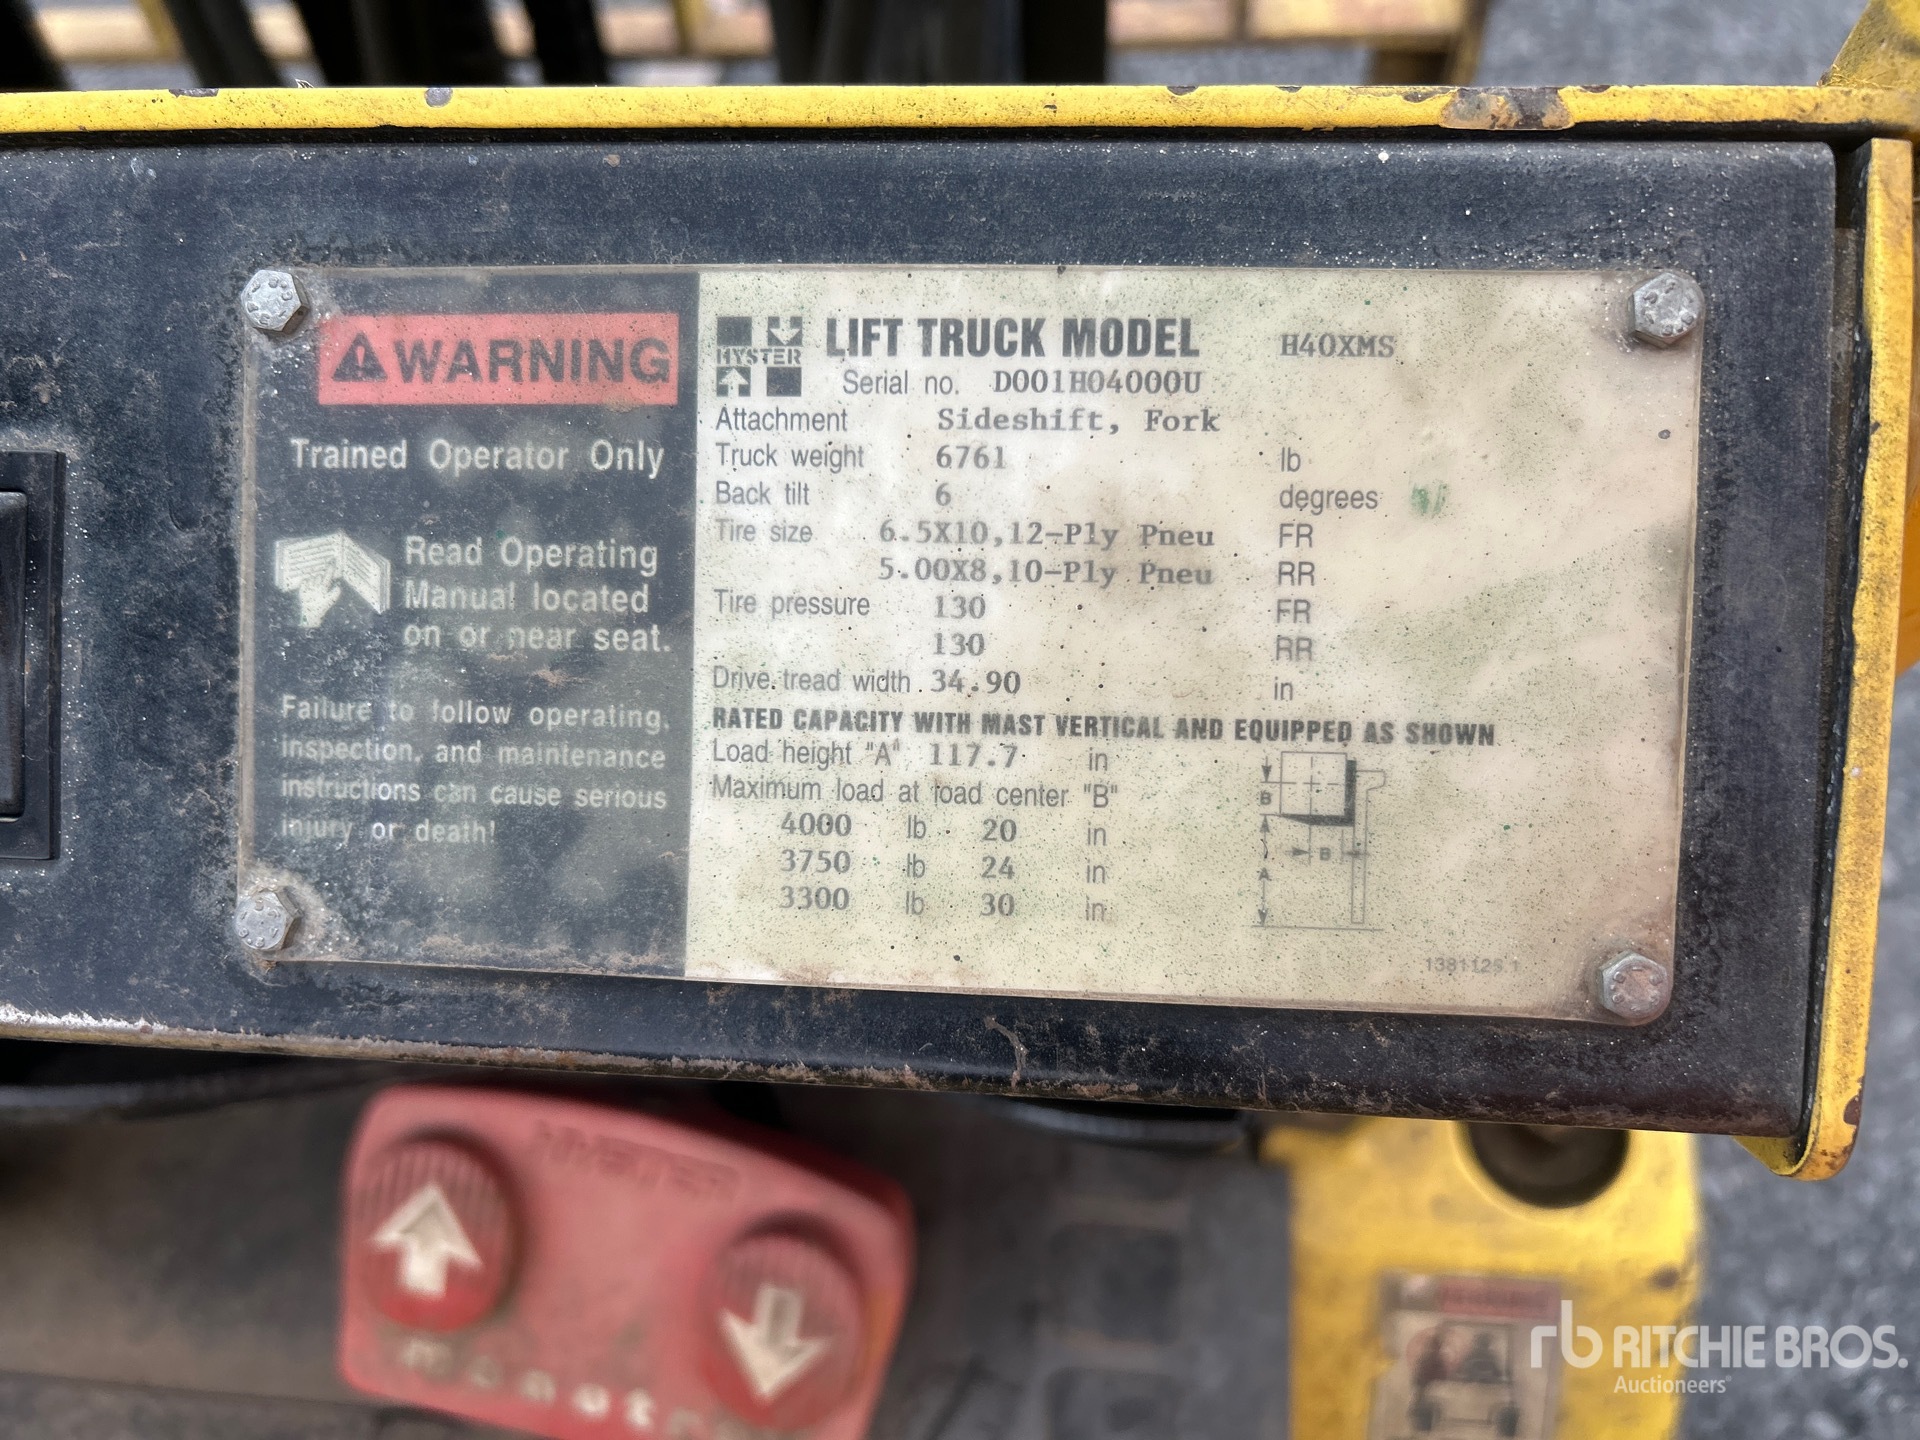 WARNING
Trained Operator Only
Read Operating
Manual located
on or near seat.
Failure to follow operating,
inspection, and maintenance
instructions can cause serious
injury or death!
HYSTER
LIFT TRUCK MODEL H40XMS
Serial no. D001H04000U
Attachment Sideshift, Fork
Truck weight 6761 lb
Back tilt 6 degrees
Tire size 6.5X10,12-Ply Pneu FR
5.00X8,10-Ply Pneu RR
Tire pressure 130 FR
130 RR
Drive tread width 34.90 in
RATED CAPACITY WITH MAST VERTICAL AND EQUIPPED AS SHOWN
Load height "A" 117.7 in
Maximum load at load center "B"
4000 lb 20 in
3750 lb 24 in
3300 lb 30 in
B
B
A
HYSTER
rb RITCHIE BROS.
Auctioneers